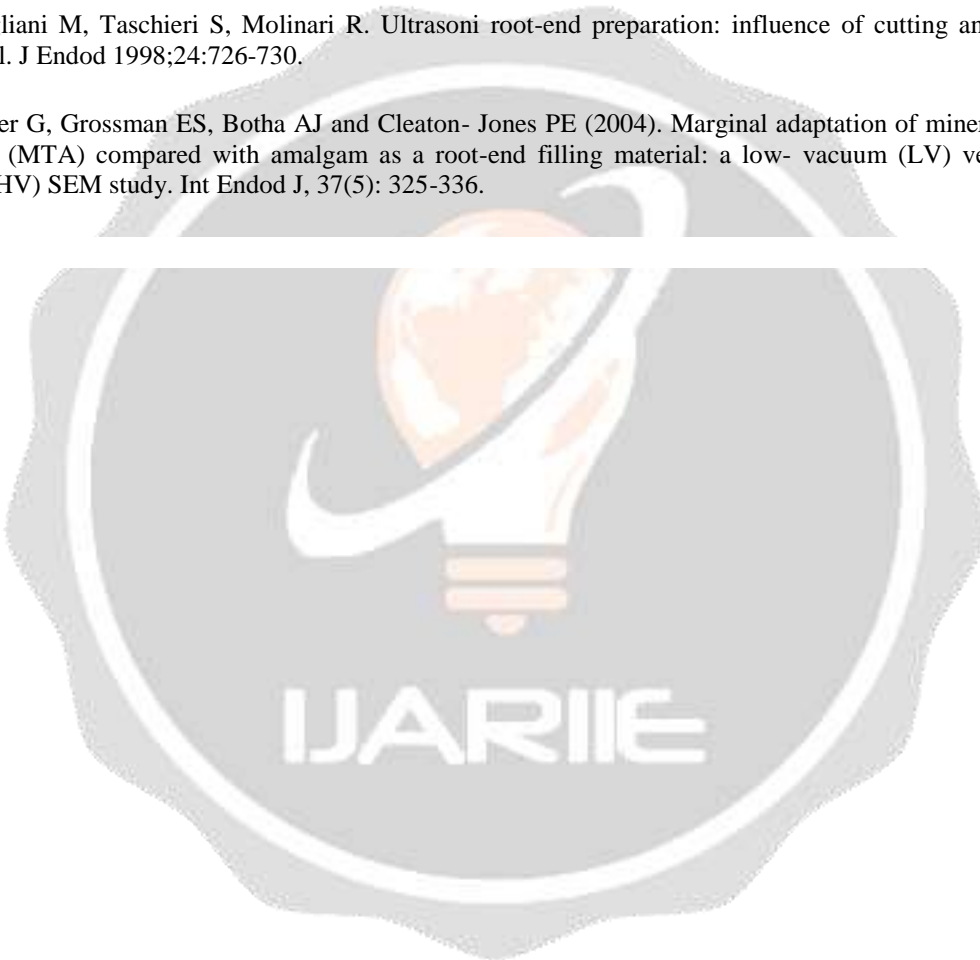 gliani M, Taschieri S, Molinari R. Ultrasoni root-end preparation: influence of cutting an
l. J Endod 1998;24:726-730.
er G, Grossman ES, Botha AJ and Cleaton- Jones PE (2004). Marginal adaptation of miner
(MTA) compared with amalgam as a root-end filling material: a low- vacuum (LV) ve
HV) SEM study. Int Endod J, 37(5): 325-336.
IJARIIE